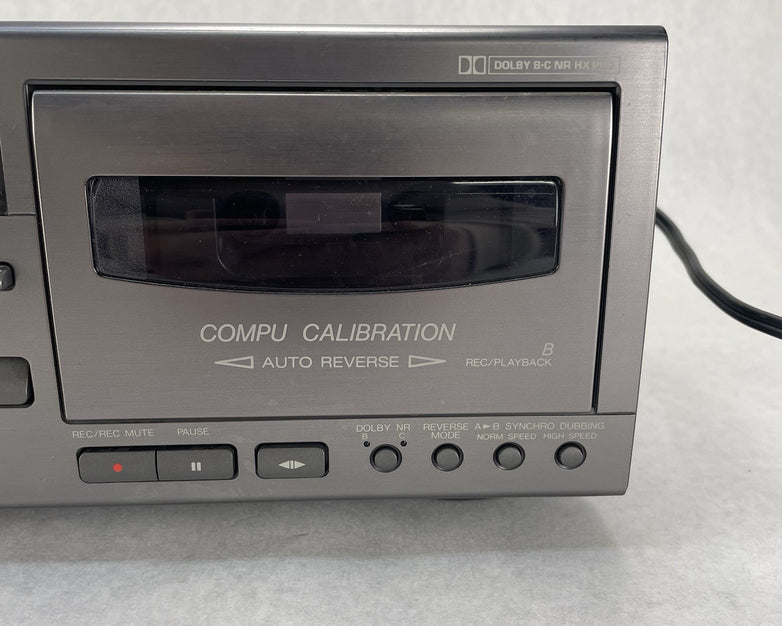 DOLBY B·C NR HX PRO
COMPU CALIBRATION
AUTO REVERSE
B
REC/PLAYBACK
REC/REC MUTE
PAUSE
DOLBY NR
B C
REVERSE
MODE
A►B SYNCHRO DUBBING
NORM SPEED HIGH SPEED